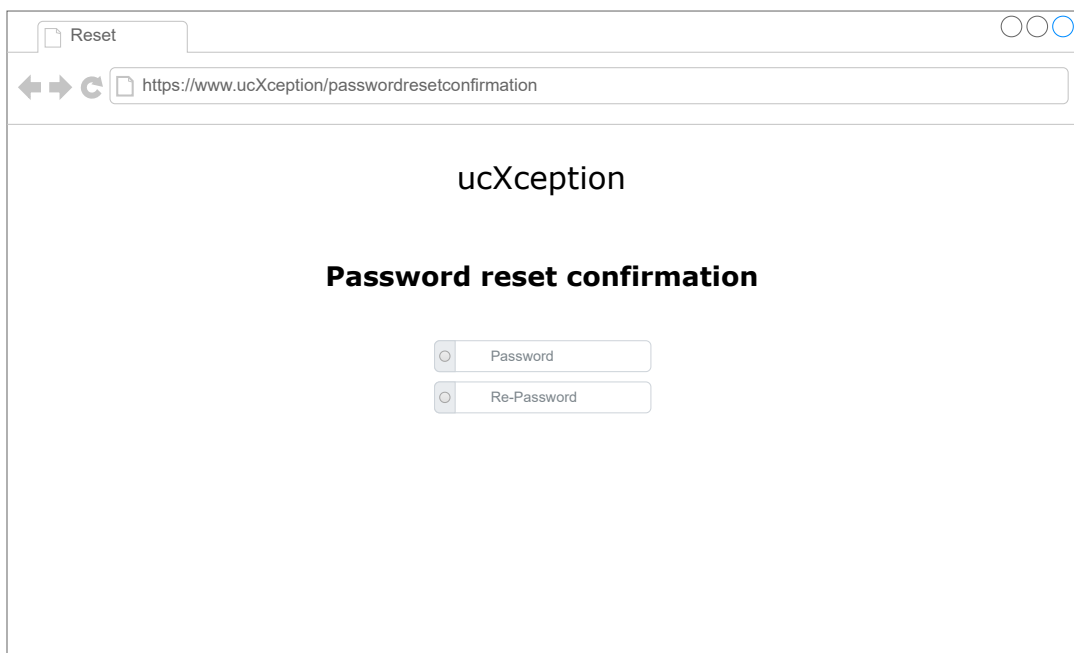 Reset
https://www.ucXception/passwordresetconfirmation
ucXception
Password reset confirmation
Password
Re-Password